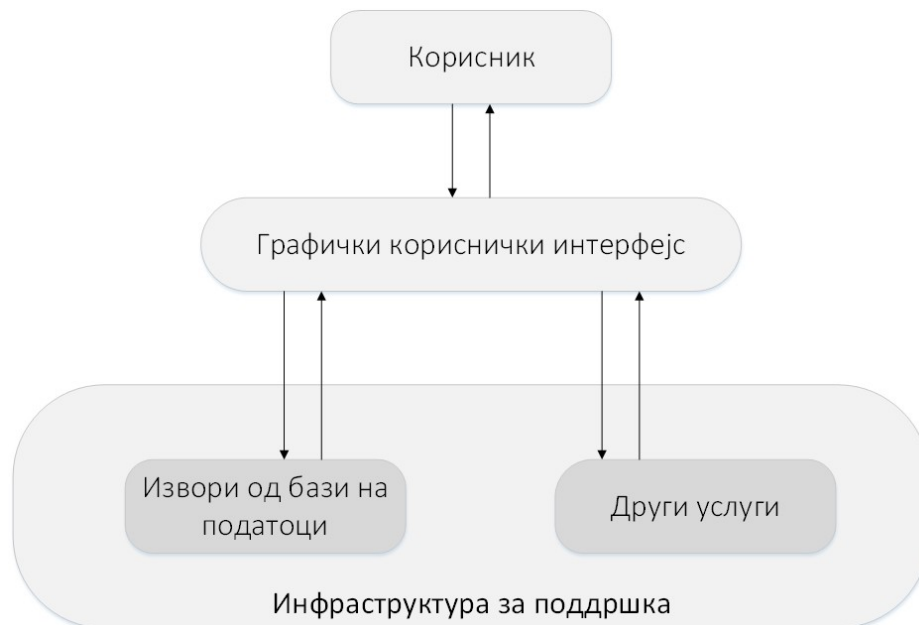 Корисник
Графички кориснички интерфејс
Извори од бази на
податоци
Други услуги
Инфраструктура за поддршка